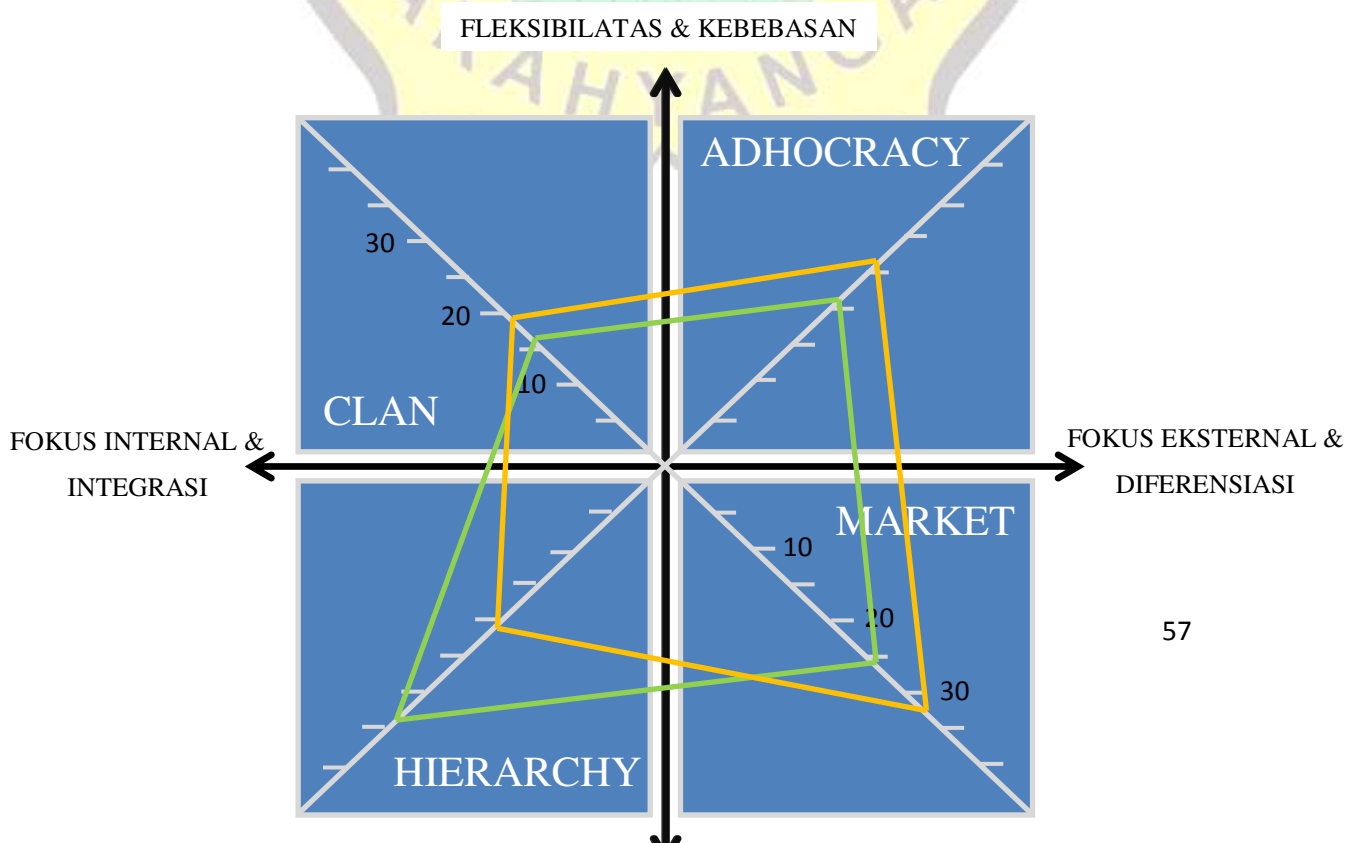 FLEKSIBILATAS & KEBEBASAN
ADHOCRACY
30
20
10
CLAN
FOKUS INTERNAL &
INTEGRASI
FOKUS EKSTERNAL &
DIFERENSIASI
MARKET
10
20
30
57
HIERARCHY